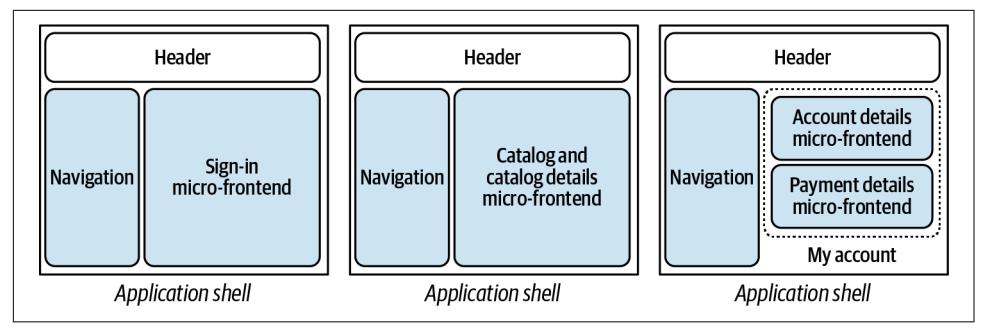 Header
Navigation
Sign-in
micro-frontend
Application shell
Header
Navigation
Catalog and
catalog details
micro-frontend
Application shell
Header
Navigation
Account details
micro-frontend
Payment details
micro-frontend
My account
Application shell